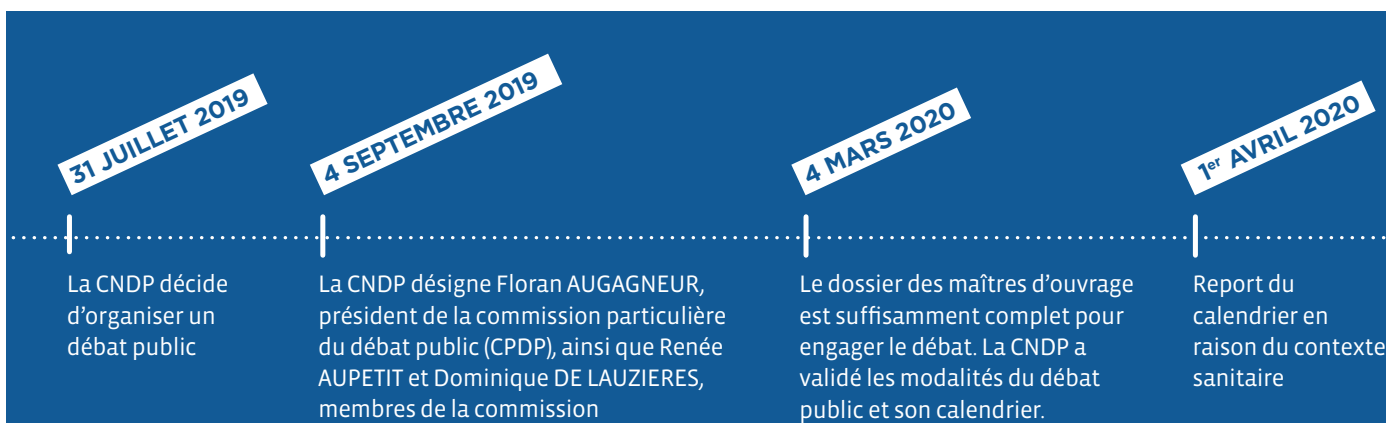 31 JUILLET 2019
La CNDP décide
d’organiser un
débat public
4 SEPTEMBRE 2019
La CNDP désigne Floran AUGAGNEUR,
président de la commission particulière
du débat public (CPDP), ainsi que Renée
AUPETIT et Dominique DE LAUZIERES,
membres de la commission
4 MARS 2020
Le dossier des maîtres d’ouvrage
est suffisamment complet pour
engager le débat. La CNDP a
validé les modalités du débat
public et son calendrier.
1er AVRIL 2020
Report du
calendrier en
raison du contexte
sanitaire